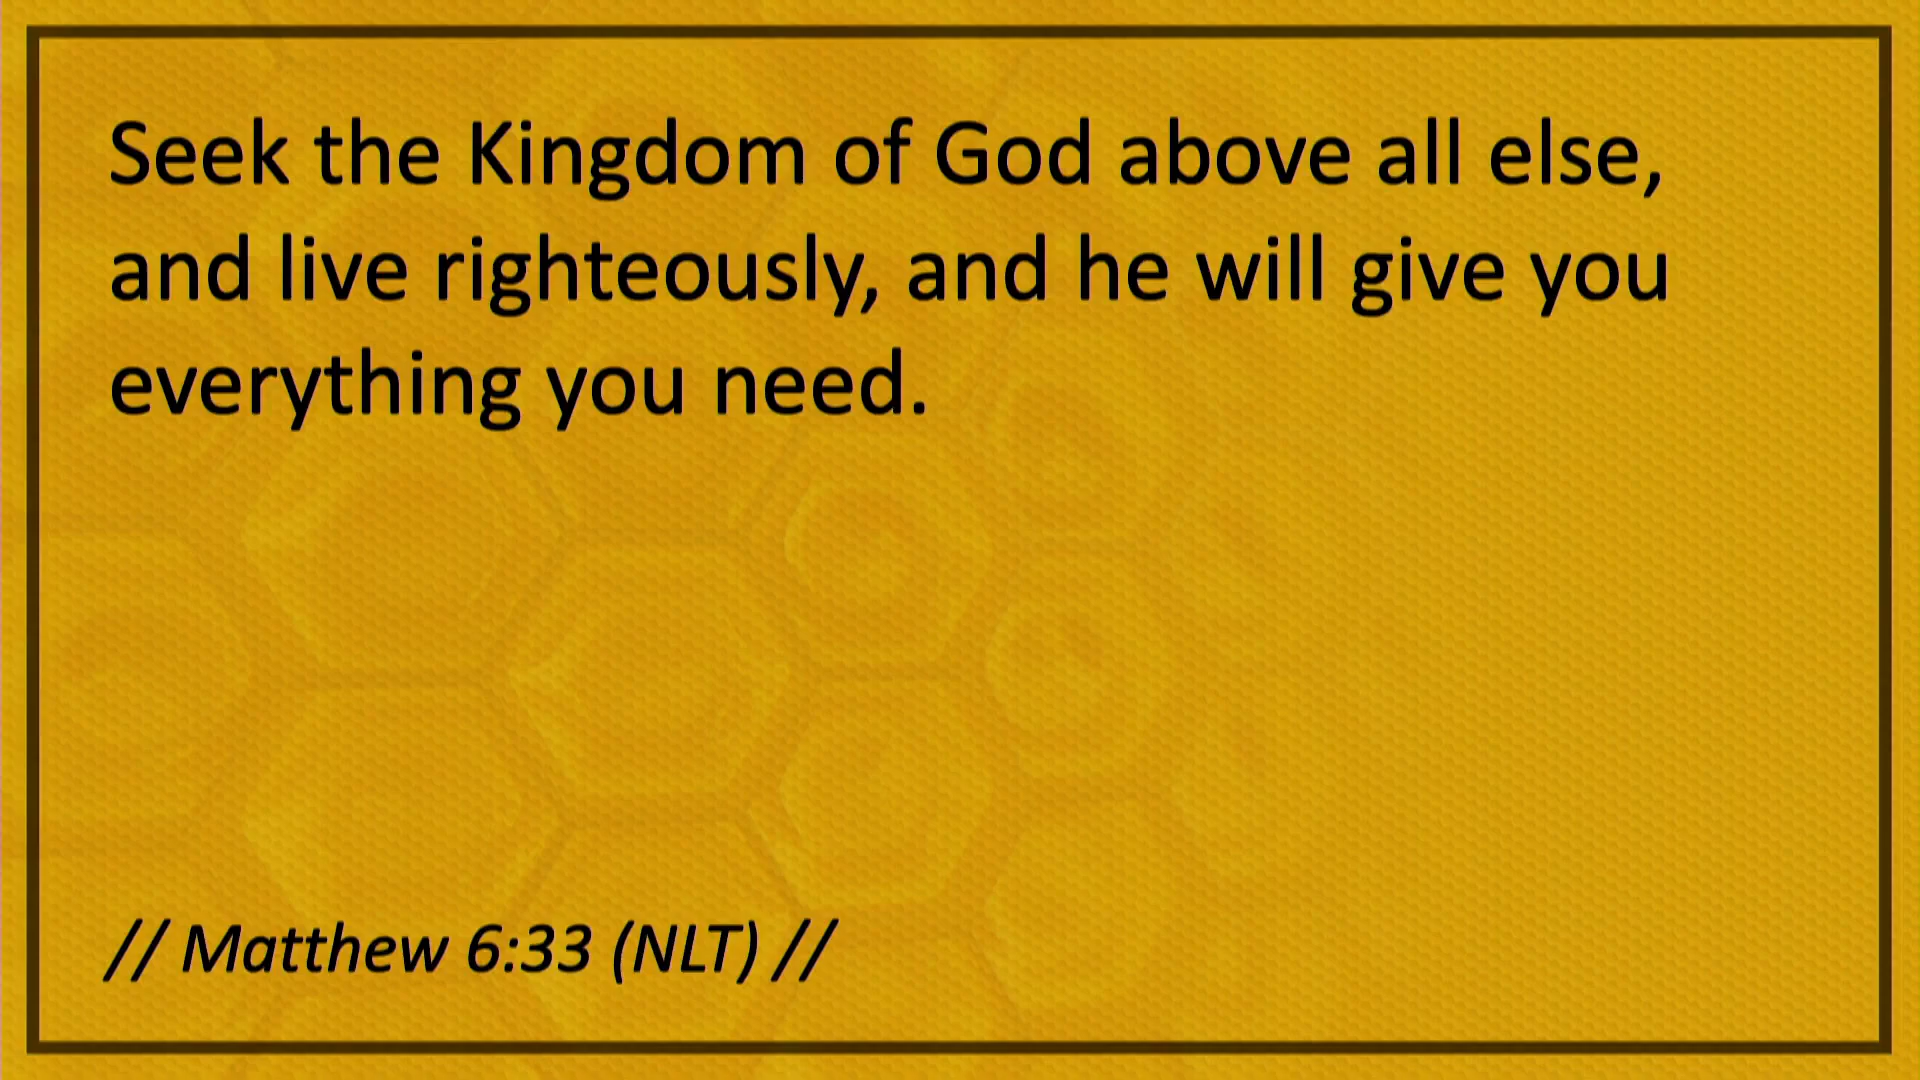 Seek the Kingdom of God above all else,
and live righteously, and he will give you
everything you need.
// Matthew 6:33 (NLT) //